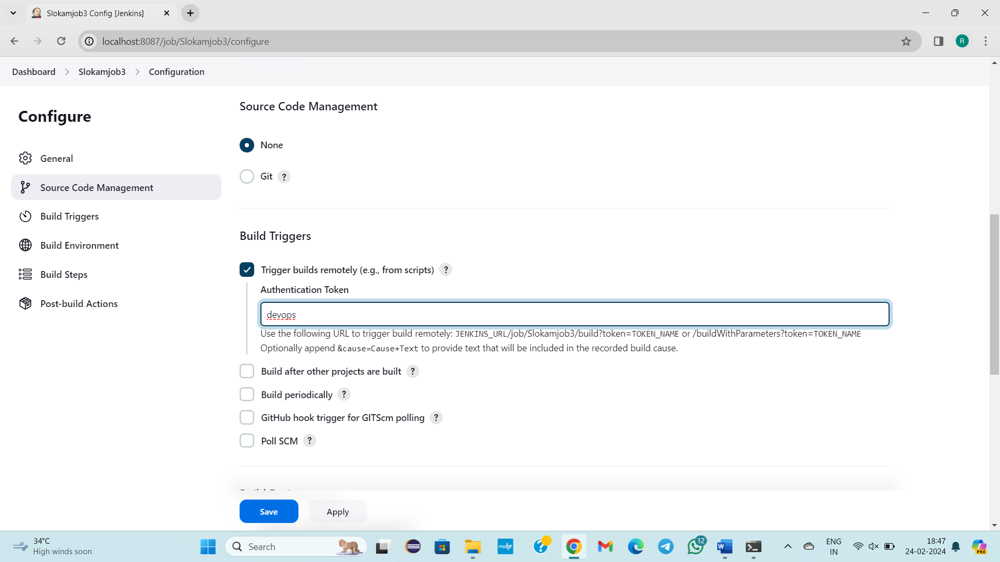 Slokamjob3 Config [Jenkins]
localhost:8087/job/Slokamjob3/configure
R
Dashboard > Slokamjob3 > Configuration
Configure
General
Source Code Management
Build Triggers
Build Environment
Build Steps
Post-build Actions
Source Code Management
None
Git ?
Build Triggers
Trigger builds remotely (e.g., from scripts) ?
Authentication Token
devops
Use the following URL to trigger build remotely: JENKINS_URL/job/Slokamjob3/build?token=TOKEN_NAME or /buildWithParameters?token=TOKEN_NAME
Optionally append &cause=Cause+Text to provide text that will be included in the recorded build cause.
Build after other projects are built ?
Build periodically ?
GitHub hook trigger for GITScm polling ?
Poll SCM ?
Save
Apply
34°C
High winds soon
Search
myhp
12
W
ENG
IN
18:47
24-02-2024
PRE